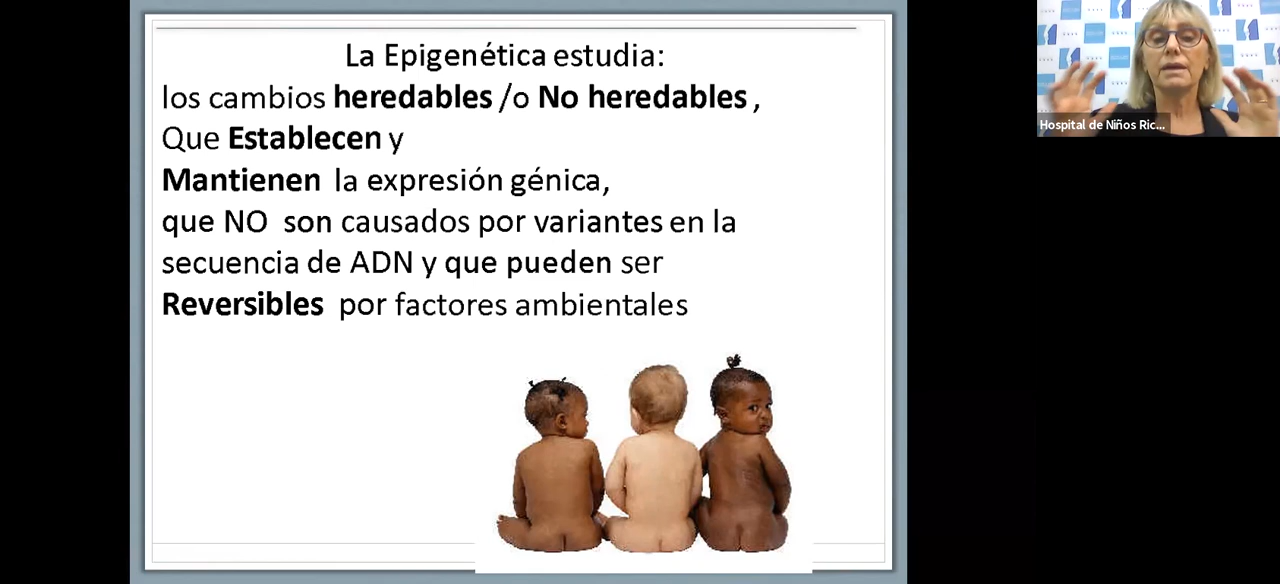 La Epigenética estudia:
los cambios heredables /o No heredables ,
Que Establecen y
Mantienen la expresión génica,
que NO son causados por variantes en la
secuencia de ADN y que pueden ser
Reversibles por factores ambientales
Hospital de Niños Ric...